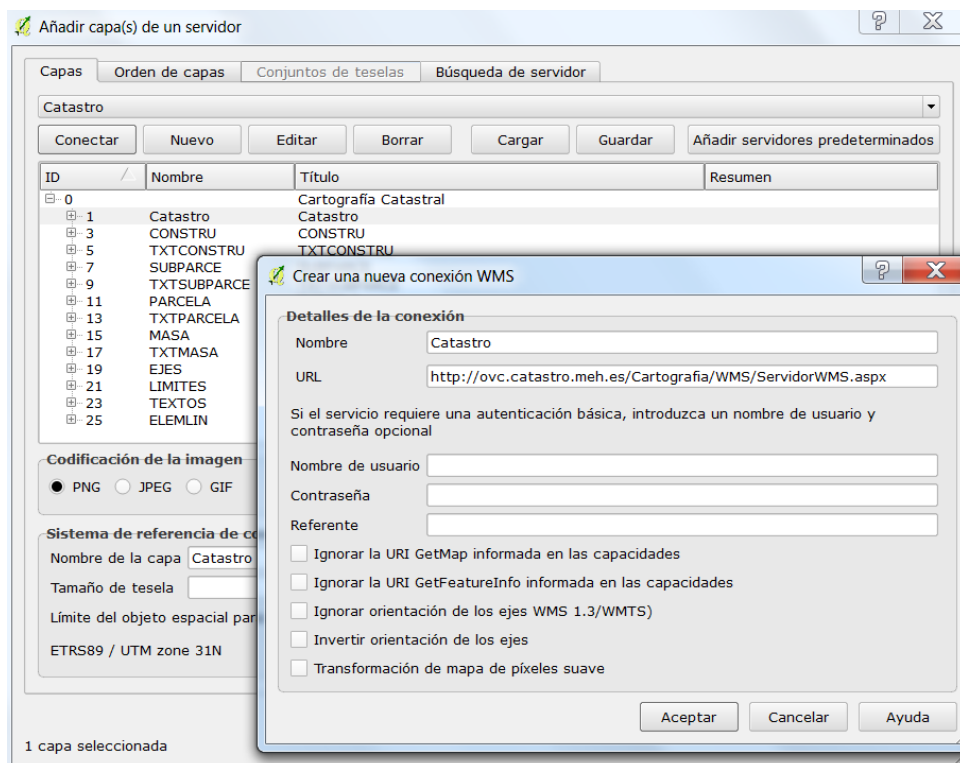 Añadir capa(s) de un servidor
Capas Orden de capas Conjuntos de teselas Búsqueda de servidor
Catastro
Conectar Nuevo Editar Borrar Cargar Guardar Añadir servidores predeterminados
ID Nombre Título Resumen
0 Cartografía Catastral
1 Catastro Catastro
3 CONSTRU CONSTRU
5 TXTCONSTRU TXTCONSTRU
7 SUBPARCE
9 TXTSUBPARCE
11 PARCELA
13 TXTPARCELA
15 MASA
17 TXTMASA
19 EJES
21 LIMITES
23 TEXTOS
25 ELEMLIN
Codificación de la imagen
PNG JPEG GIF
Sistema de referencia de
Nombre de la capa Catastro
Tamaño de tesela
Límite del objeto espacial
ETRS89 / UTM zone 31N
1 capa seleccionada
Crear una nueva conexión WMS
Detalles de la conexión
Nombre Catastro
URL http://ovc.catastro.meh.es/Cartografia/WMS/ServidorWMS.aspx
Si el servicio requiere una autenticación básica, introduzca un nombre de usuario y
contraseña opcional
Nombre de usuario
Contraseña
Referente
Ignorar la URI GetMap informada en las capacidades
Ignorar la URI GetFeatureInfo informada en las capacidades
Ignorar orientación de los ejes WMS 1.3/WMTS)
Invertir orientación de los ejes
Transformación de mapa de píxeles suave
Aceptar Cancelar Ayuda